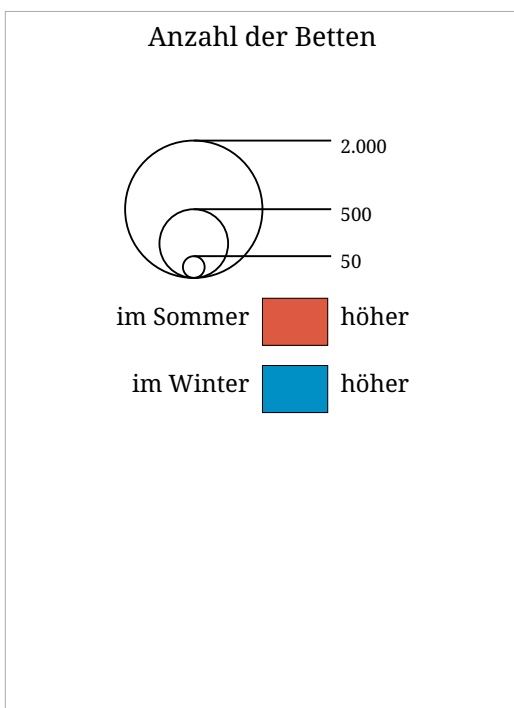 Anzahl der Betten
2.000
500
50
im Sommer höher
im Winter höher